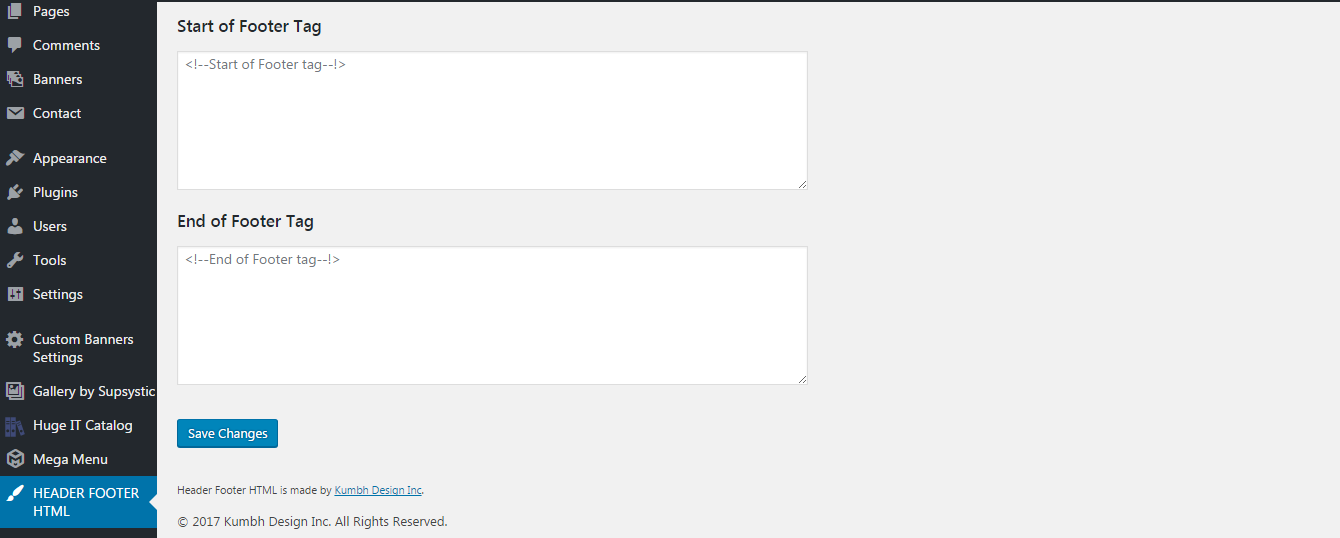 Pages
Comments
Banners
Contact
Appearance
Plugins
Users
Tools
Settings
Custom Banners
Settings
Gallery by Supsystic
Huge IT Catalog
Mega Menu
HEADER FOOTER
HTML
Start of Footer Tag
<!--Start of Footer tag--!>
End of Footer Tag
<!--End of Footer tag--!>
Save Changes
Header Footer HTML is made by Kumbh Design Inc.
© 2017 Kumbh Design Inc. All Rights Reserved.